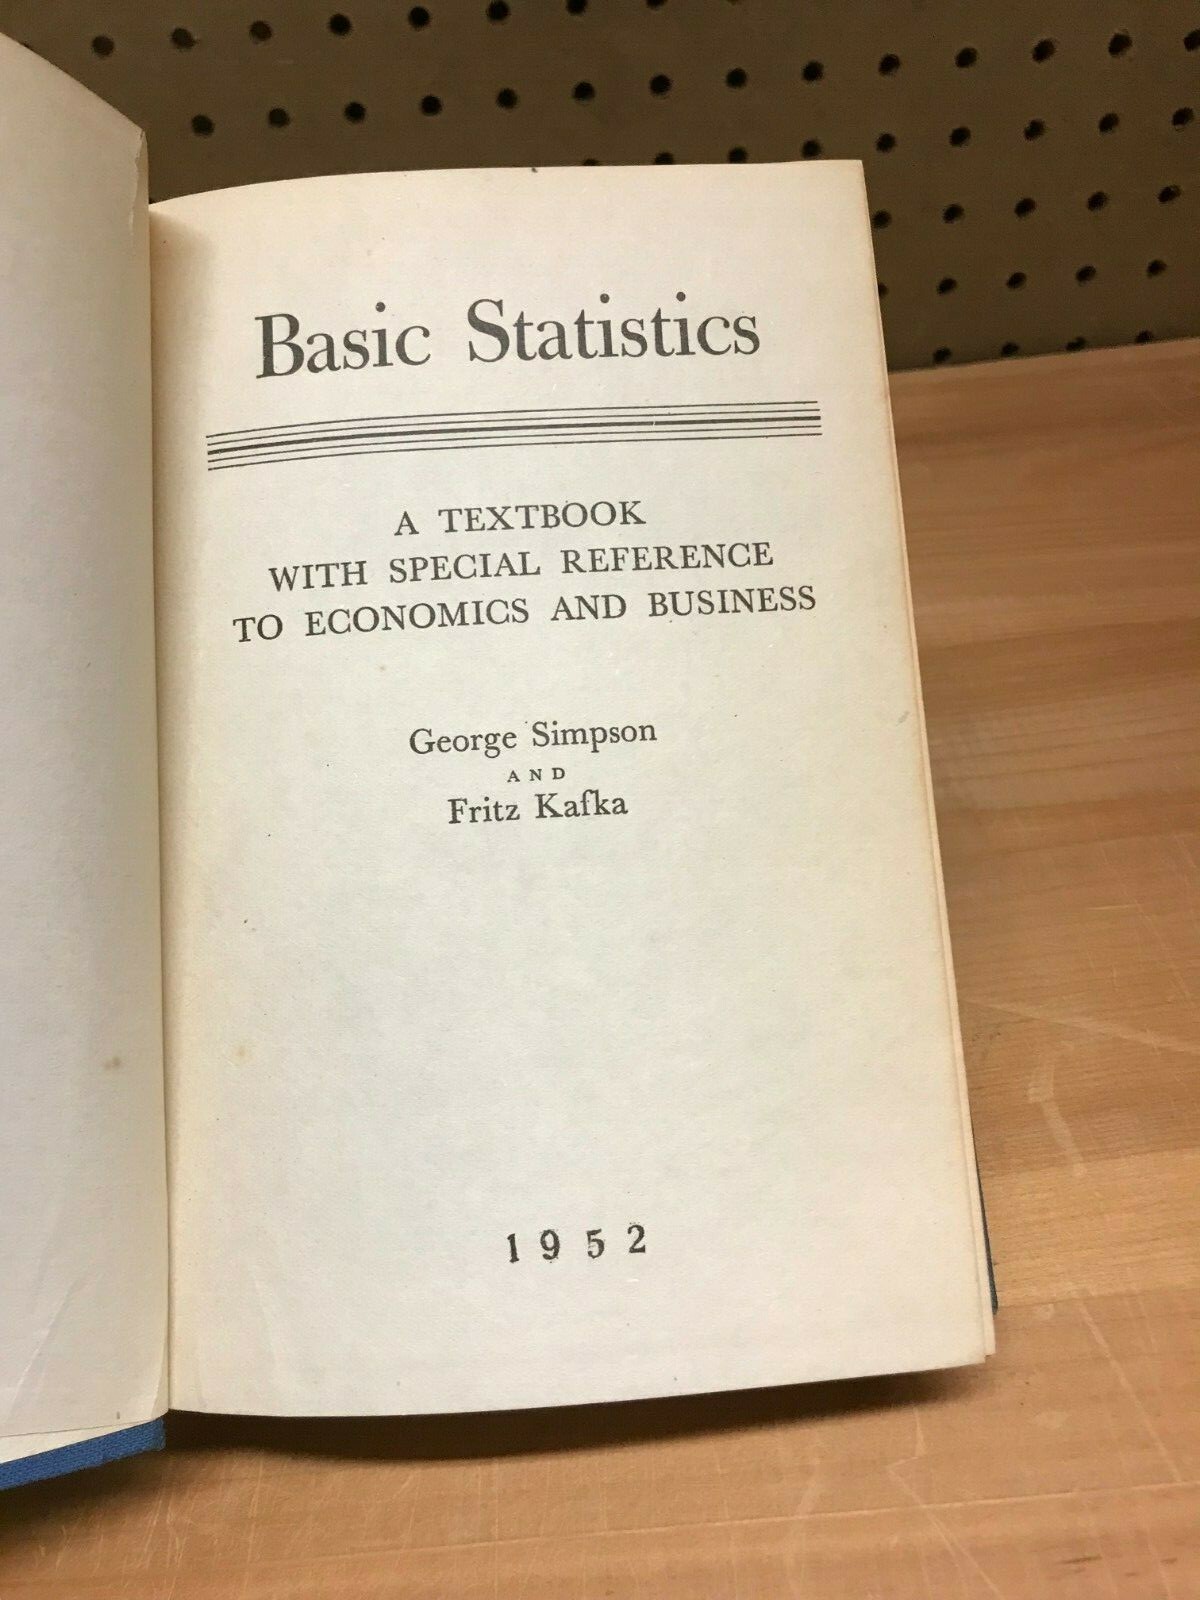 Basic Statistics
A TEXTBOOK
WITH SPECIAL REFERENCE
TO ECONOMICS AND BUSINESS
George Simpson
AND
Fritz Kafka
1952